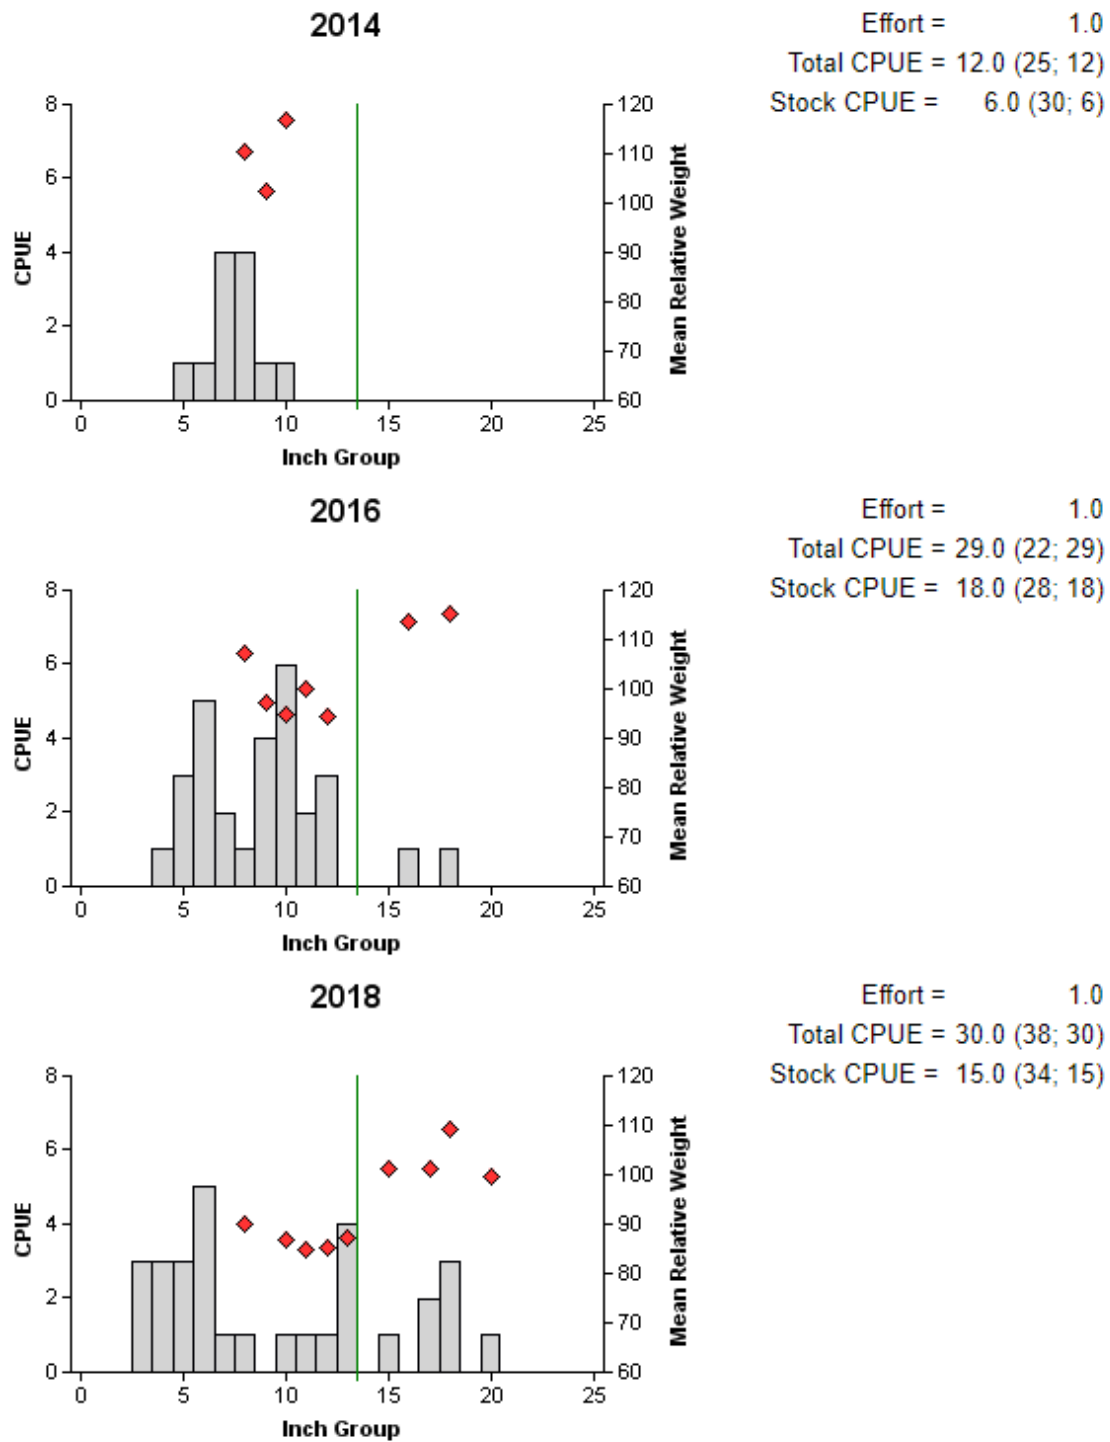 2014
Effort = 1.0
Total CPUE = 12.0 (25; 12)
Stock CPUE = 6.0 (30; 6)
8
6
4
2
0
CPUE
120
110
100
90
80
70
60
Mean Relative Weight
0 5 10 15 20 25
Inch Group
2016
Effort = 1.0
Total CPUE = 29.0 (22; 29)
Stock CPUE = 18.0 (28; 18)
8
6
4
2
0
CPUE
120
110
100
90
80
70
60
Mean Relative Weight
0 5 10 15 20 25
Inch Group
2018
Effort = 1.0
Total CPUE = 30.0 (38; 30)
Stock CPUE = 15.0 (34; 15)
8
6
4
2
0
CPUE
120
110
100
90
80
70
60
Mean Relative Weight
0 5 10 15 20 25
Inch Group